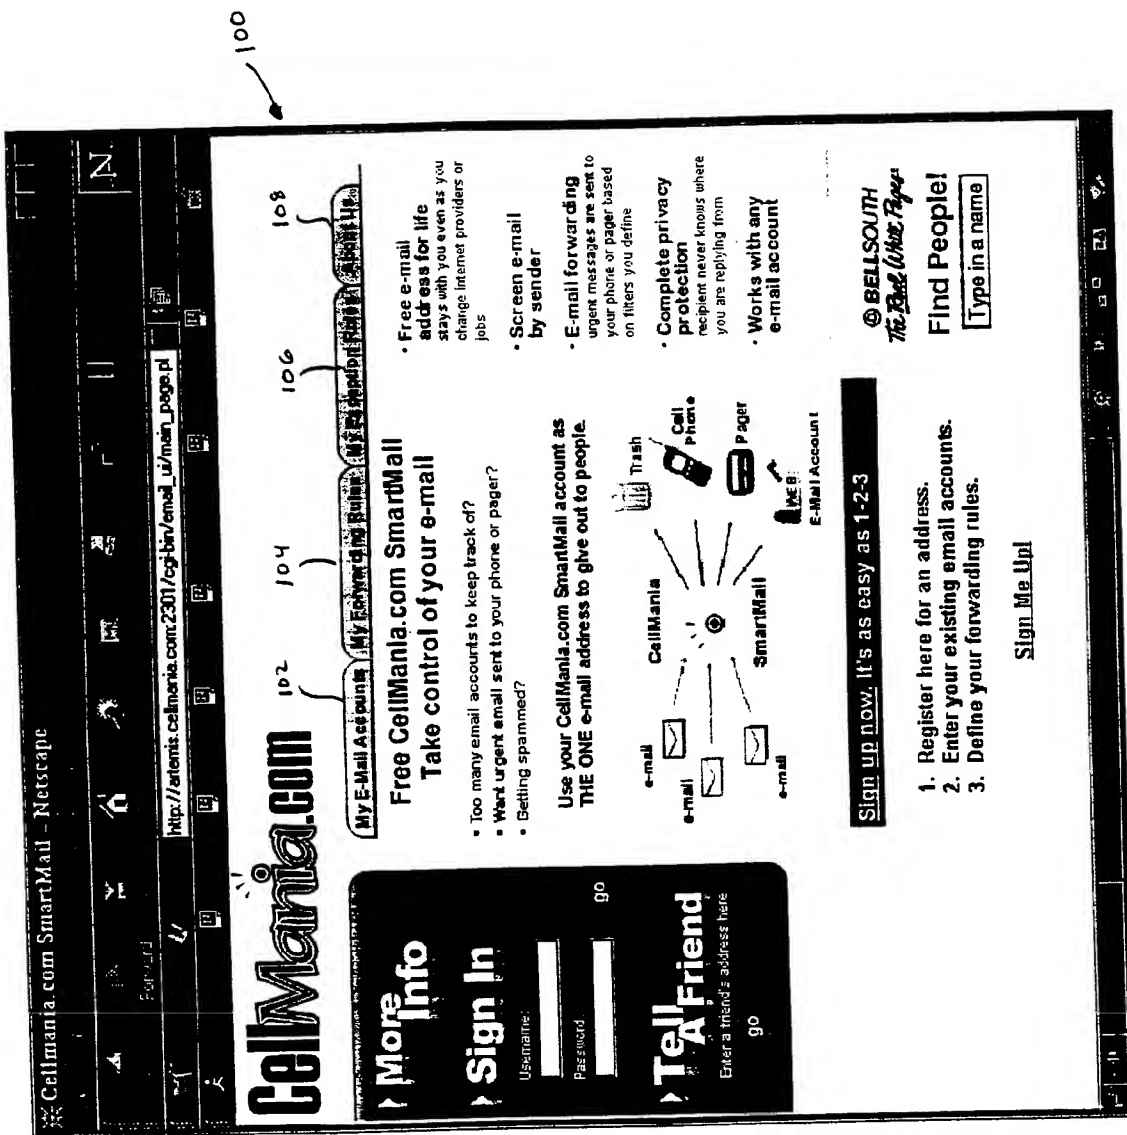 100
Cellmania.com SmartMail - Netscape
Forward
N
http://artemis.cellmania.com:2301/cgi-bin/email_ui/main_page.pl
CellMania.com
102
104
106
108
My E-Mail Accounts
My Forwarding Rules
My Exception Rules
About Us
More
Info
Sign In
Username:
Password:
go
Tell
A Friend
Enter a friend's address here
go
Free CellMania.com SmartMail
Take control of your e-mail
• Too many email accounts to keep track of?
• Want urgent email sent to your phone or pager?
• Getting spammed?
Use your CellMania.com SmartMail account as
THE ONE e-mail address to give out to people.
e-mail
e-mail
e-mail
CellMania
SmartMail
Trash
Cell
Phone
Pager
WEB
E-Mail Account
• Free e-mail
address for life
stays with you even as you
change Internet providers or
jobs
• Screen e-mail
by sender
• E-mail forwarding
urgent messages are sent to
your phone or pager based
on filters you define
• Complete privacy
protection
recipient never knows where
you are replying from
• Works with any
e-mail account
Sign up now. It's as easy as 1-2-3
1. Register here for an address.
2. Enter your existing email accounts.
3. Define your forwarding rules.
Sign Me Up!
BELLSOUTH
The Real White Pages
Find People!
Type in a name